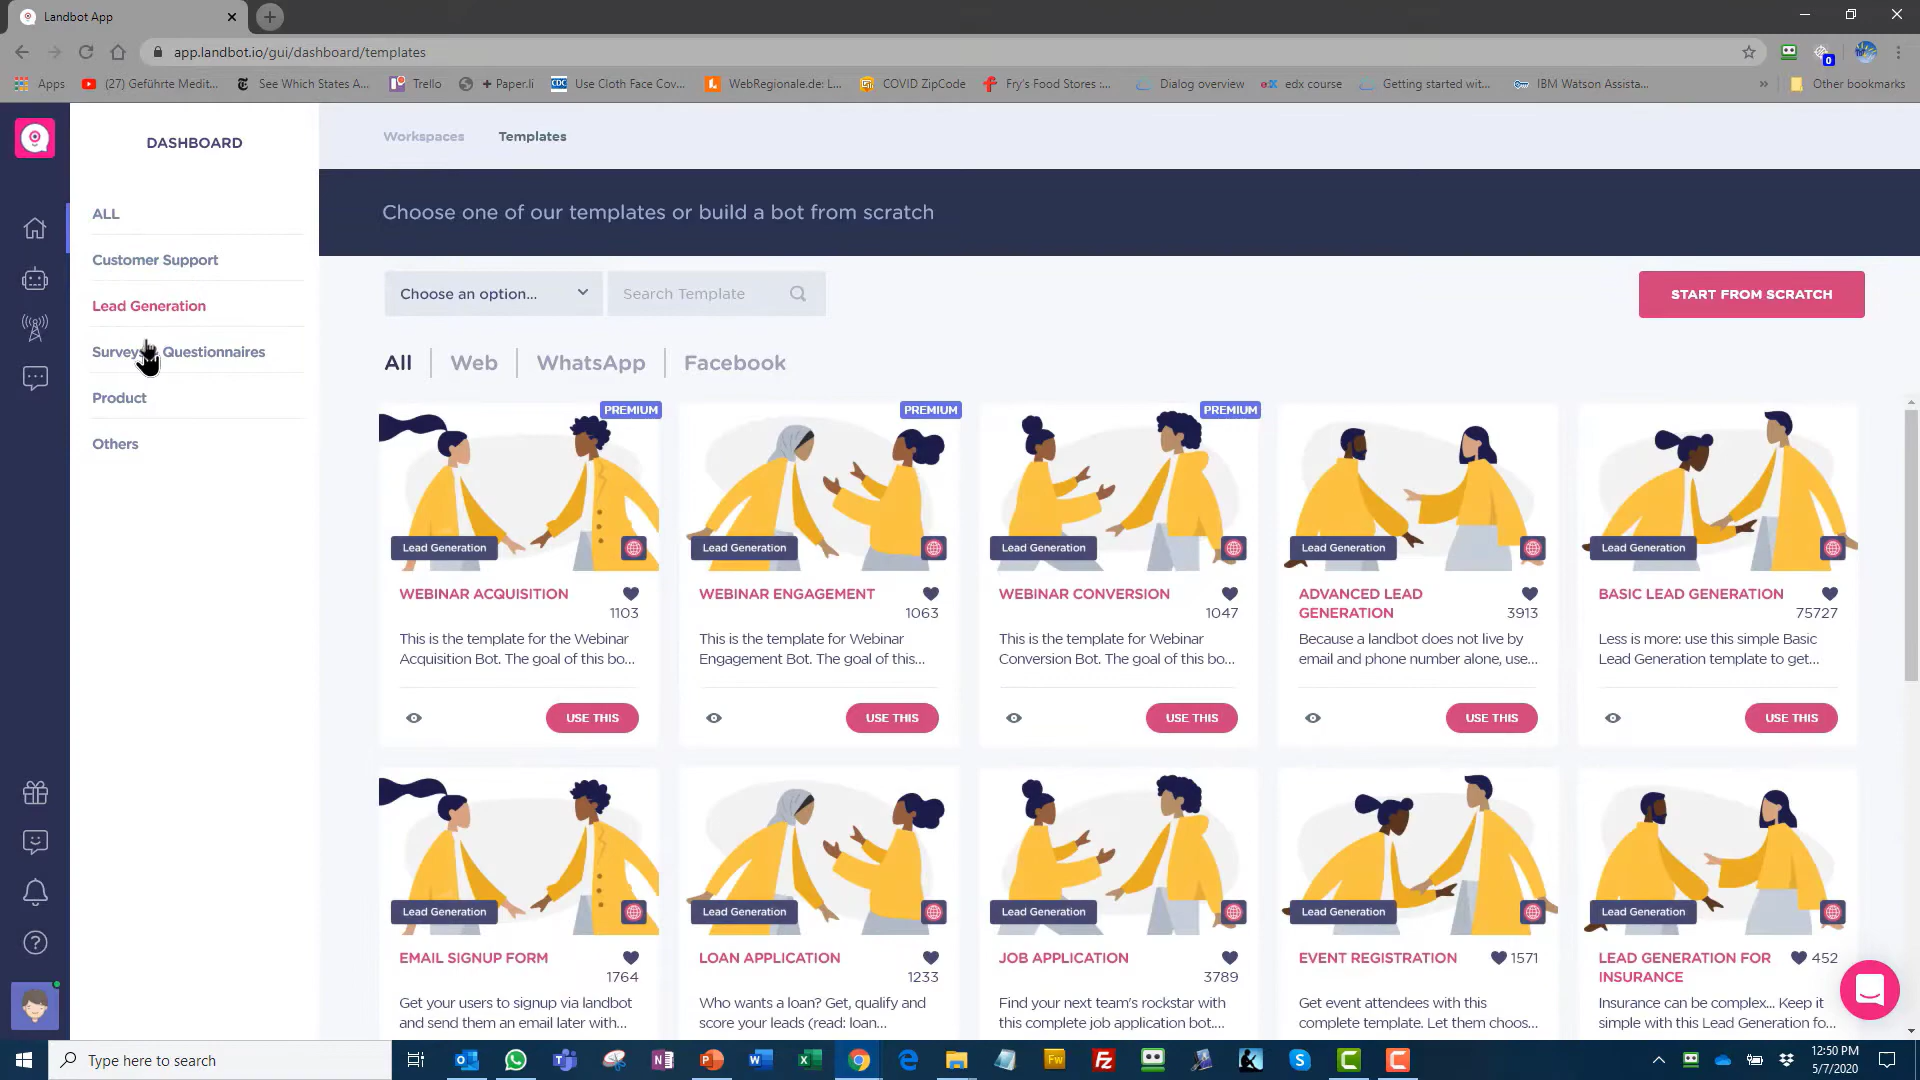 Landbot App
app.landbot.io/gui/dashboard/templates
Apps
(27) Geführte Medit...
See Which States A...
Trello
+ Paper.li
CDC
Use Cloth Face Cov...
WebRegionale.de: L...
COVID ZipCode
Fry's Food Stores :...
Dialog overview
edx course
Getting started wit...
IBM Watson Assista...
»
Other bookmarks
0
DASHBOARD
Workspaces
Templates
ALL
Customer Support
Lead Generation
Questionnaires
Product
Others
Choose one of our templates or build a bot from scratch
Choose an option...
Search Template
START FROM SCRATCH
All
Web
WhatsApp
Facebook
PREMIUM
PREMIUM
PREMIUM
Lead Generation
Lead Generation
Lead Generation
Lead Generation
Lead Generation
WEBINAR ACQUISITION
1103
This is the template for the Webinar
Acquisition Bot. The goal of this bo...
USE THIS
WEBINAR ENGAGEMENT
1063
This is the template for Webinar
Engagement Bot. The goal of this...
USE THIS
WEBINAR CONVERSION
1047
This is the template for Webinar
Conversion Bot. The goal of this bo...
USE THIS
ADVANCED LEAD
GENERATION
3913
Because a landbot does not live by
email and phone number alone, use...
USE THIS
BASIC LEAD GENERATION
75727
Less is more: use this simple Basic
Lead Generation template to get...
USE THIS
Lead Generation
Lead Generation
Lead Generation
Lead Generation
Lead Generation
EMAIL SIGNUP FORM
1764
Get your users to signup via landbot
and send them an email later with...
LOAN APPLICATION
1233
Who wants a loan? Get, qualify and
score your leads (read: loan...
JOB APPLICATION
3789
Find your next team's rockstar with
this complete job application bot....
EVENT REGISTRATION
1571
Get event attendees with this
complete template. Let them choos...
LEAD GENERATION FOR
INSURANCE
452
Insurance can be complex... Keep it
simple with this Lead Generation fo...
Type here to search
12:50 PM
5/7/2020